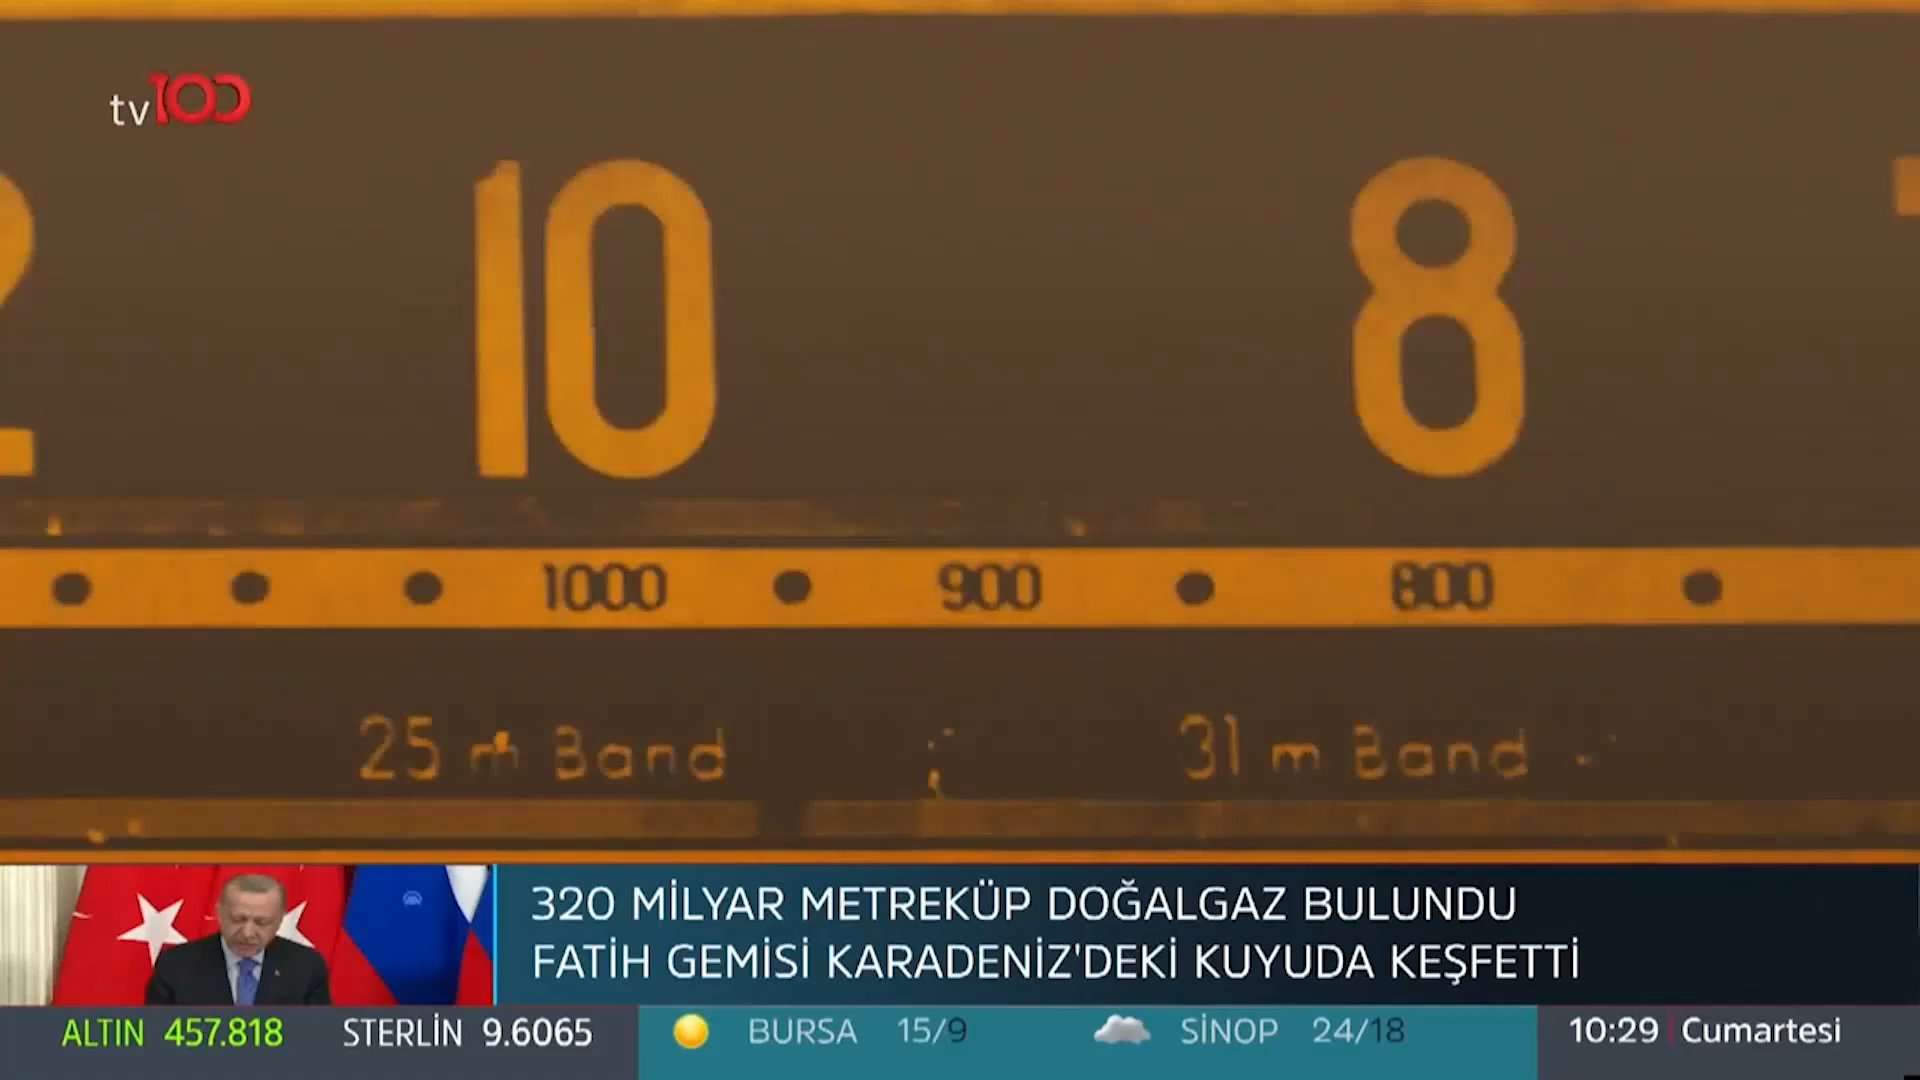 tv100
2 10 8
1000 900 800
25 m Band 31 m Band
320 MİLYAR METREKÜP DOĞALGAZ BULUNDU
FATİH GEMİSİ KARADENİZ'DEKİ KUYUDA KEŞFETTİ
ALTIN 457.818 STERLİN 9.6065 BURSA 15/9 SİNOP 24/18 10:29 Cumartesi